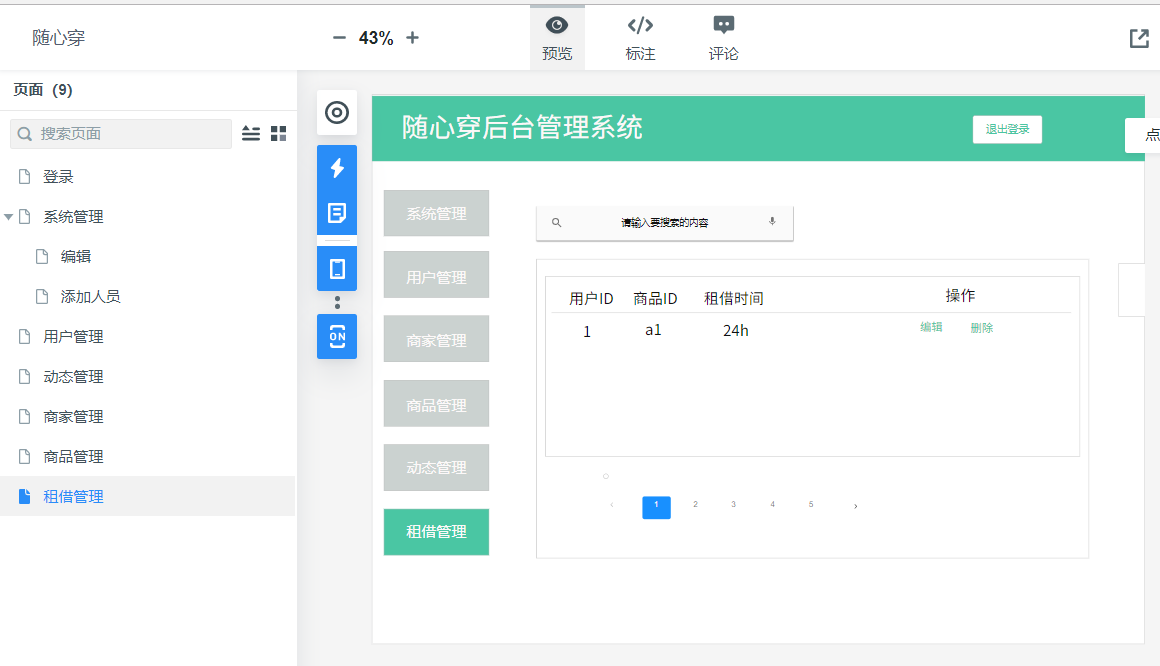 随心穿
43%
预览
标注
评论
页面 (9)
搜索页面
登录
系统管理
编辑
添加人员
用户管理
动态管理
商家管理
商品管理
租借管理
ON
随心穿后台管理系统
退出登录
点
系统管理
用户管理
商家管理
商品管理
动态管理
租借管理
请输入要搜索的内容
用户ID 商品ID 租借时间 操作
1 a1 24h 编辑 删除
‹ 1 2 3 4 5 ›